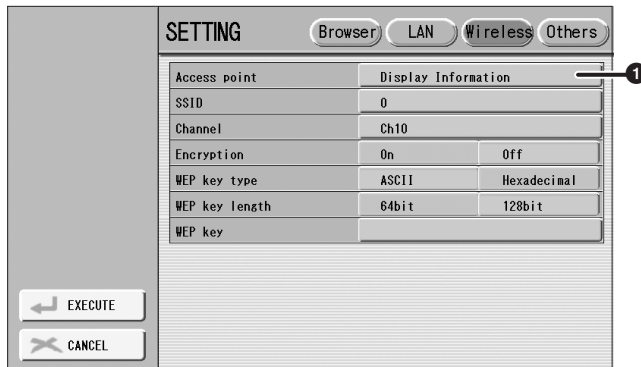 SETTING Browser LAN Wireless Others
Access point Display Information 1
SSID 0
Channel Ch10
Encryption On Off
WEP key type ASCII Hexadecimal
WEP key length 64bit 128bit
WEP key
EXECUTE
CANCEL